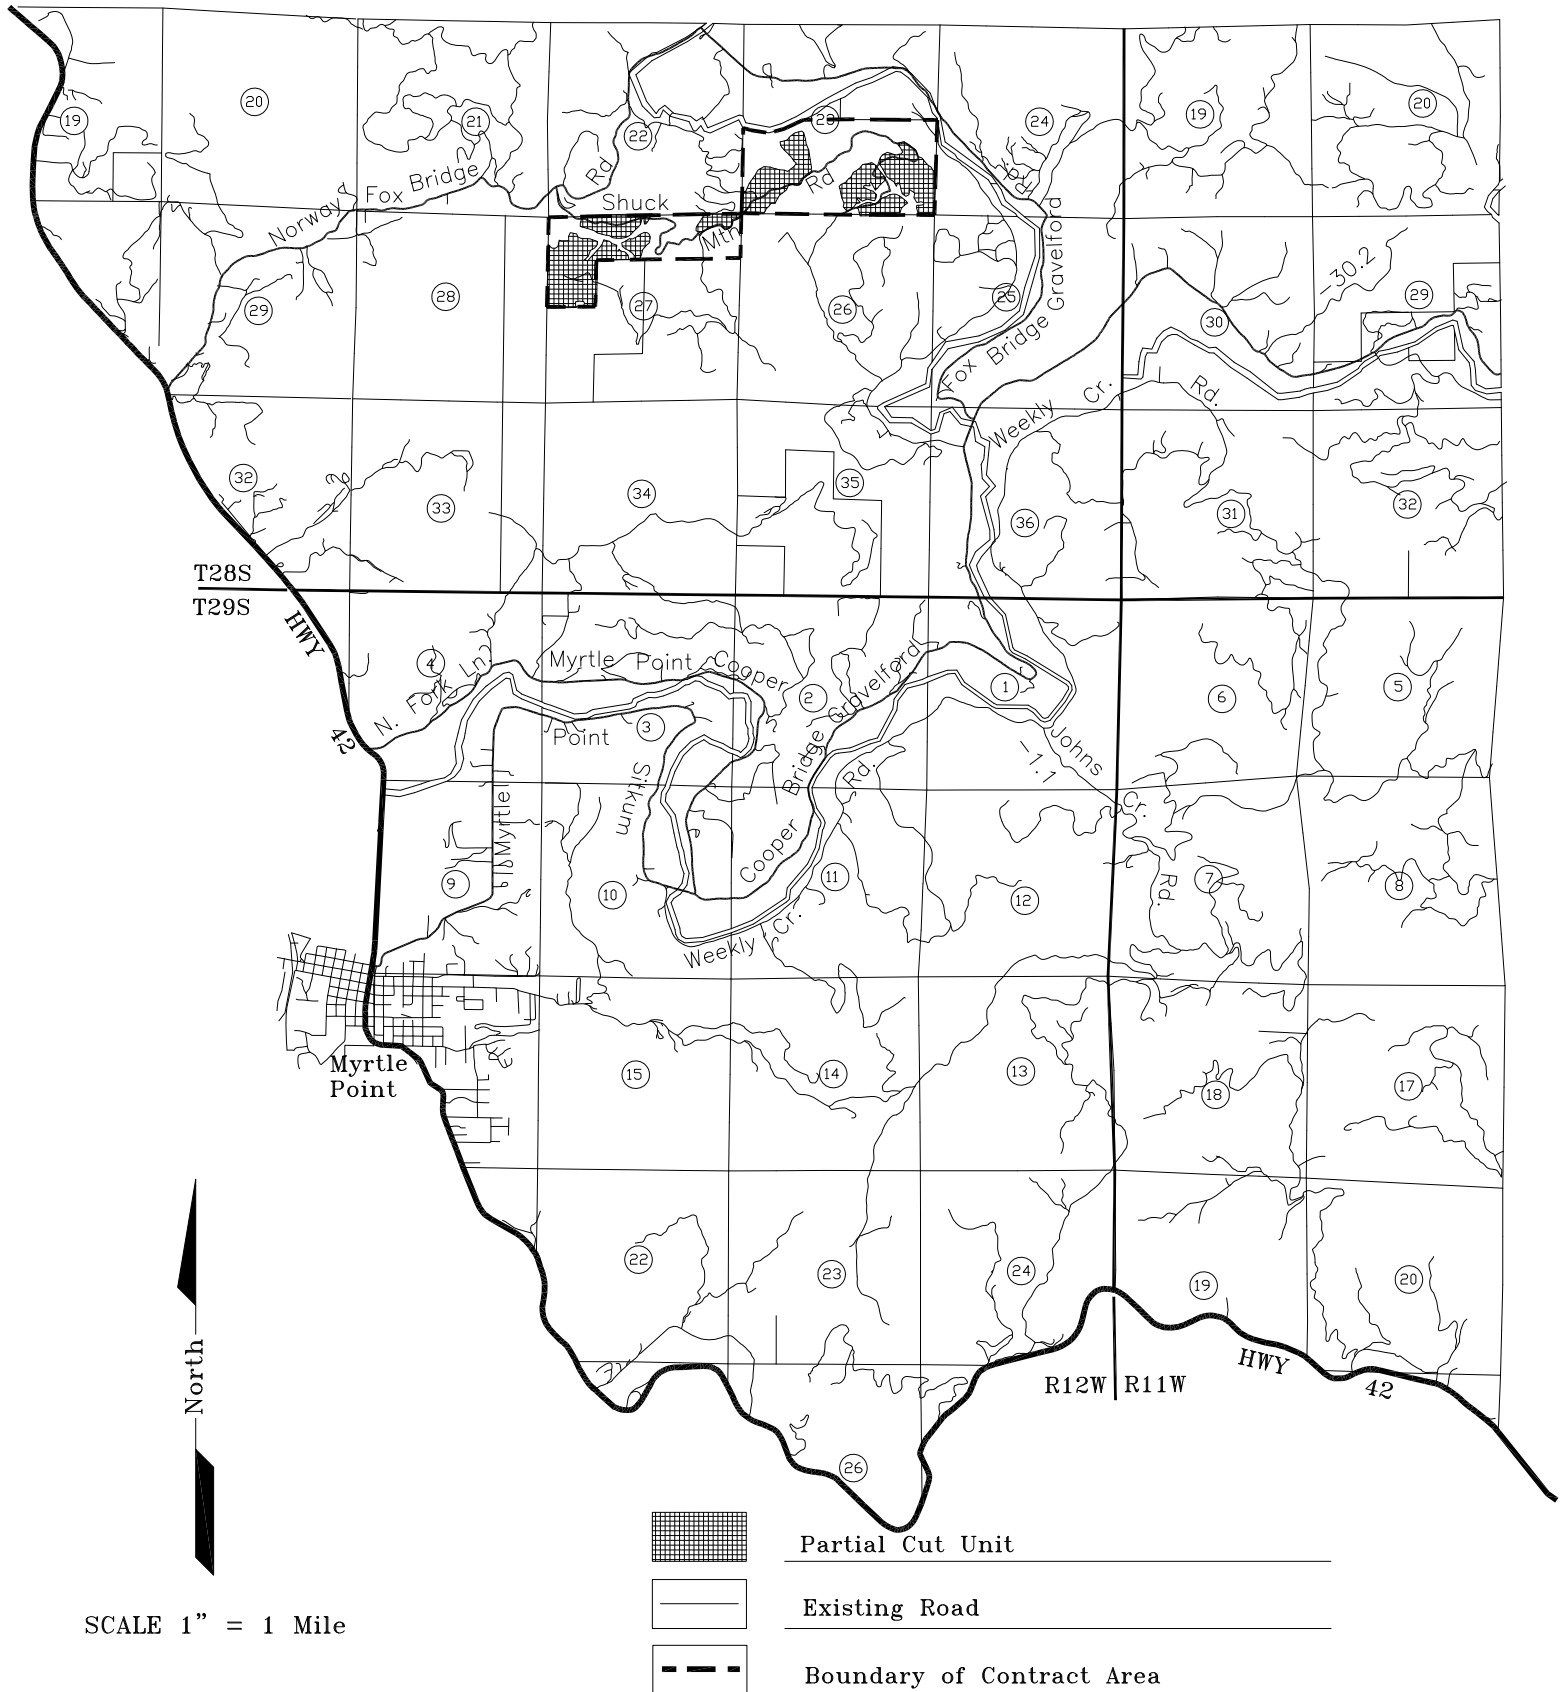 20
19
21
22
23
24
19
20
Norway
Fox Bridge
Rd
Shuck
Mtn
Rd
Rd.
29
28
27
26
25
30
29
-30.2
Fox Bridge Gravelford
Weekly Cr. Rd.
32
33
34
35
36
31
32
T28S
T29S
HWY
42
4
N. Fork Ln.
Myrtle Point Cooper
Bridge Gravelford
3
2
1
6
5
Point
Sitkum
Myrtle
Cooper
Weekly Cr. Rd.
Johns
Cr.
Rd.
-1.1
9
10
11
12
7
8
Myrtle
Point
15
14
13
18
17
22
23
24
19
20
26
R12W
R11W
HWY
42
North
SCALE 1” = 1 Mile
Partial Cut Unit
Existing Road
Boundary of Contract Area